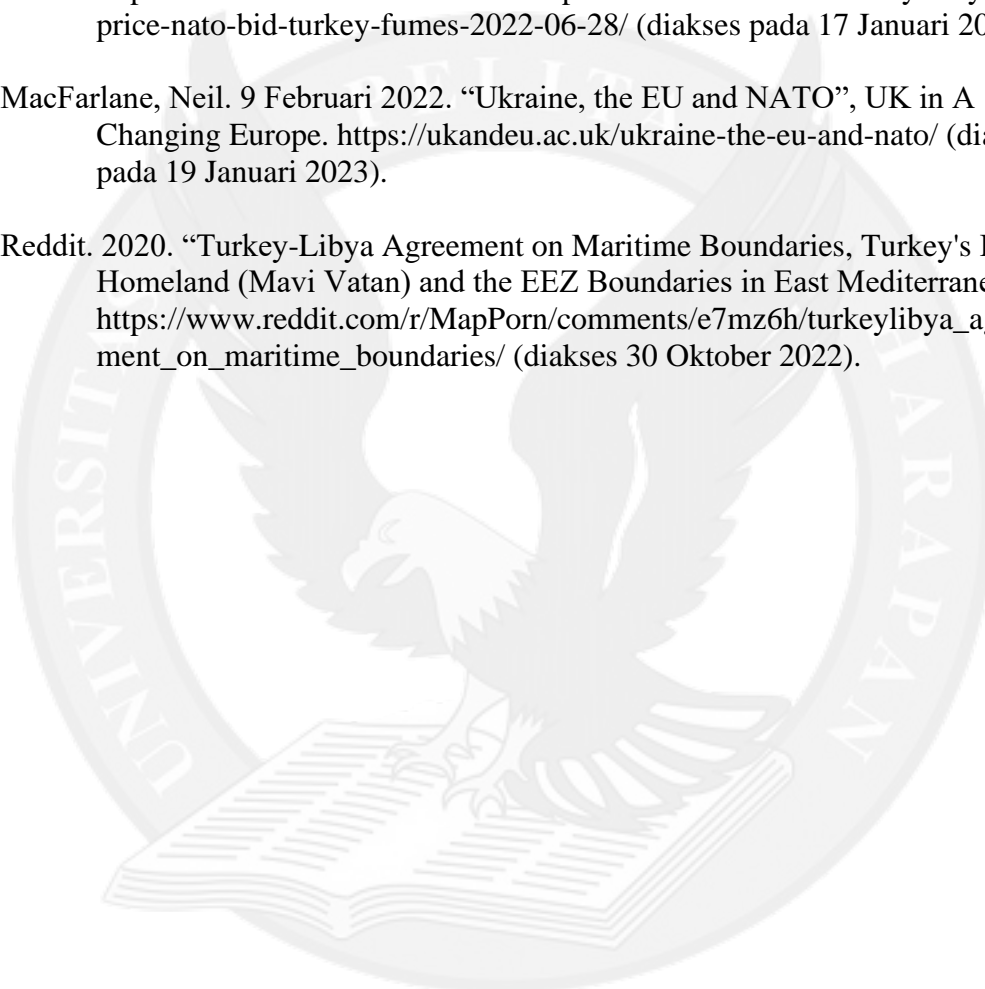 price-nato-bid-turkey-fumes-2022-06-28/ (diakses pada 17 Januari
MacFarlane, Neil. 9 Februari 2022. “Ukraine, the EU and NATO”, UK in A
Changing Europe. https://ukandeu.ac.uk/ukraine-the-eu-and-nato/
pada 19 Januari 2023).
Reddit. 2020. “Turkey-Libya Agreement on Maritime Boundaries, Turkey's
Homeland (Mavi Vatan) and the EEZ Boundaries in East
https://www.reddit.com/r/MapPorn/comments/e7mz6h/turkeylibya_a
ment_on_maritime_boundaries/ (diakses 30 Oktober 2022).
UNIVERSITAS PELITA HARAPAN